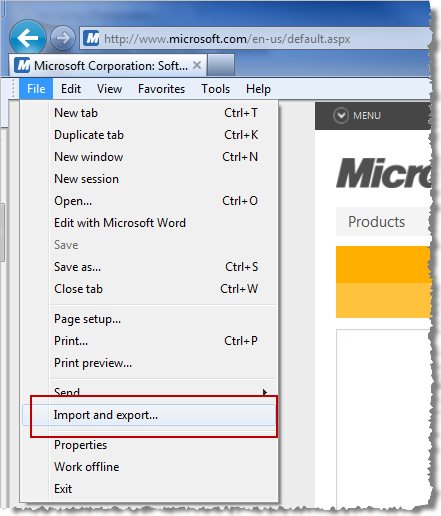 http://www.microsoft.com/en-us/default.aspx
Microsoft Corporation: Soft...
File Edit View Favorites Tools Help
New tab Ctrl+T
Duplicate tab Ctrl+K
New window Ctrl+N
New session
Open... Ctrl+O
Edit with Microsoft Word
Save
Save as... Ctrl+S
Close tab Ctrl+W
Page setup...
Print... Ctrl+P
Print preview...
Send
Import and export...
Properties
Work offline
Exit
MENU
Micro
Products